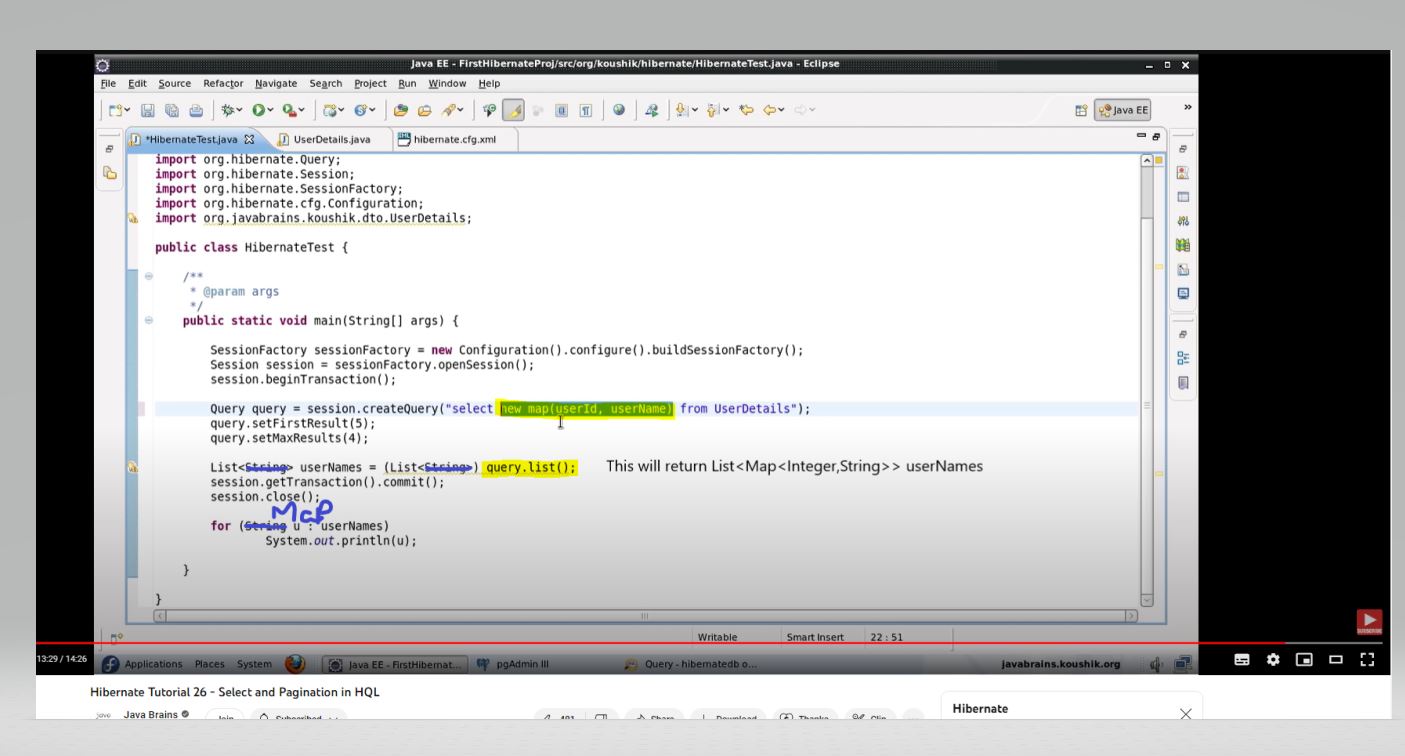 Java EE - FirstHibernateProj/src/org/koushik/hibernate/HibernateTest.java - Eclipse
File Edit Source Refactor Navigate Search Project Run Window Help
Java EE
*HibernateTest.java UserDetails.java hibernate.cfg.xml
import org.hibernate.Query;
import org.hibernate.Session;
import org.hibernate.SessionFactory;
import org.hibernate.cfg.Configuration;
import org.javabrains.koushik.dto.UserDetails;
public class HibernateTest {
/**
* @param args
*/
public static void main(String[] args) {
SessionFactory sessionFactory = new Configuration().configure().buildSessionFactory();
Session session = sessionFactory.openSession();
session.beginTransaction();
Query query = session.createQuery("select new map(userId, userName) from UserDetails");
query.setFirstResult(5);
query.setMaxResults(4);
List<String> userNames = (List<String>) query.list(); This will return List<Map<Integer,String>> userNames
session.getTransaction().commit();
session.close();
Map
for (String u : userNames)
System.out.println(u);
}
}
SUBSCRIBE
Writable Smart Insert 22 : 51
13:29 / 14:26 Applications Places System Java EE - FirstHibernat... pgAdmin III Query - hibernatedb o... javabrains.koushik.org
Hibernate Tutorial 26 - Select and Pagination in HQL
Java Brains Join Subscribed 491 Share Download Thanks Clip
Hibernate